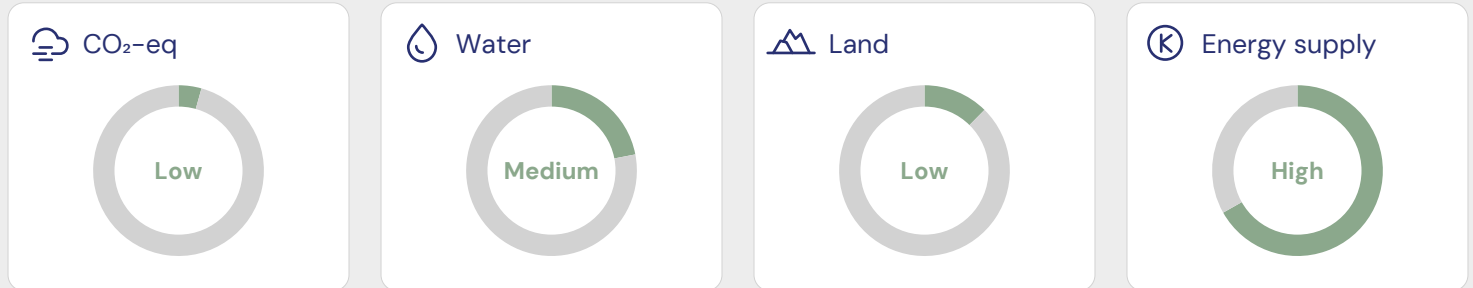 CO₂-eq
Water
Land
Energy supply
Low
Medium
Low
High